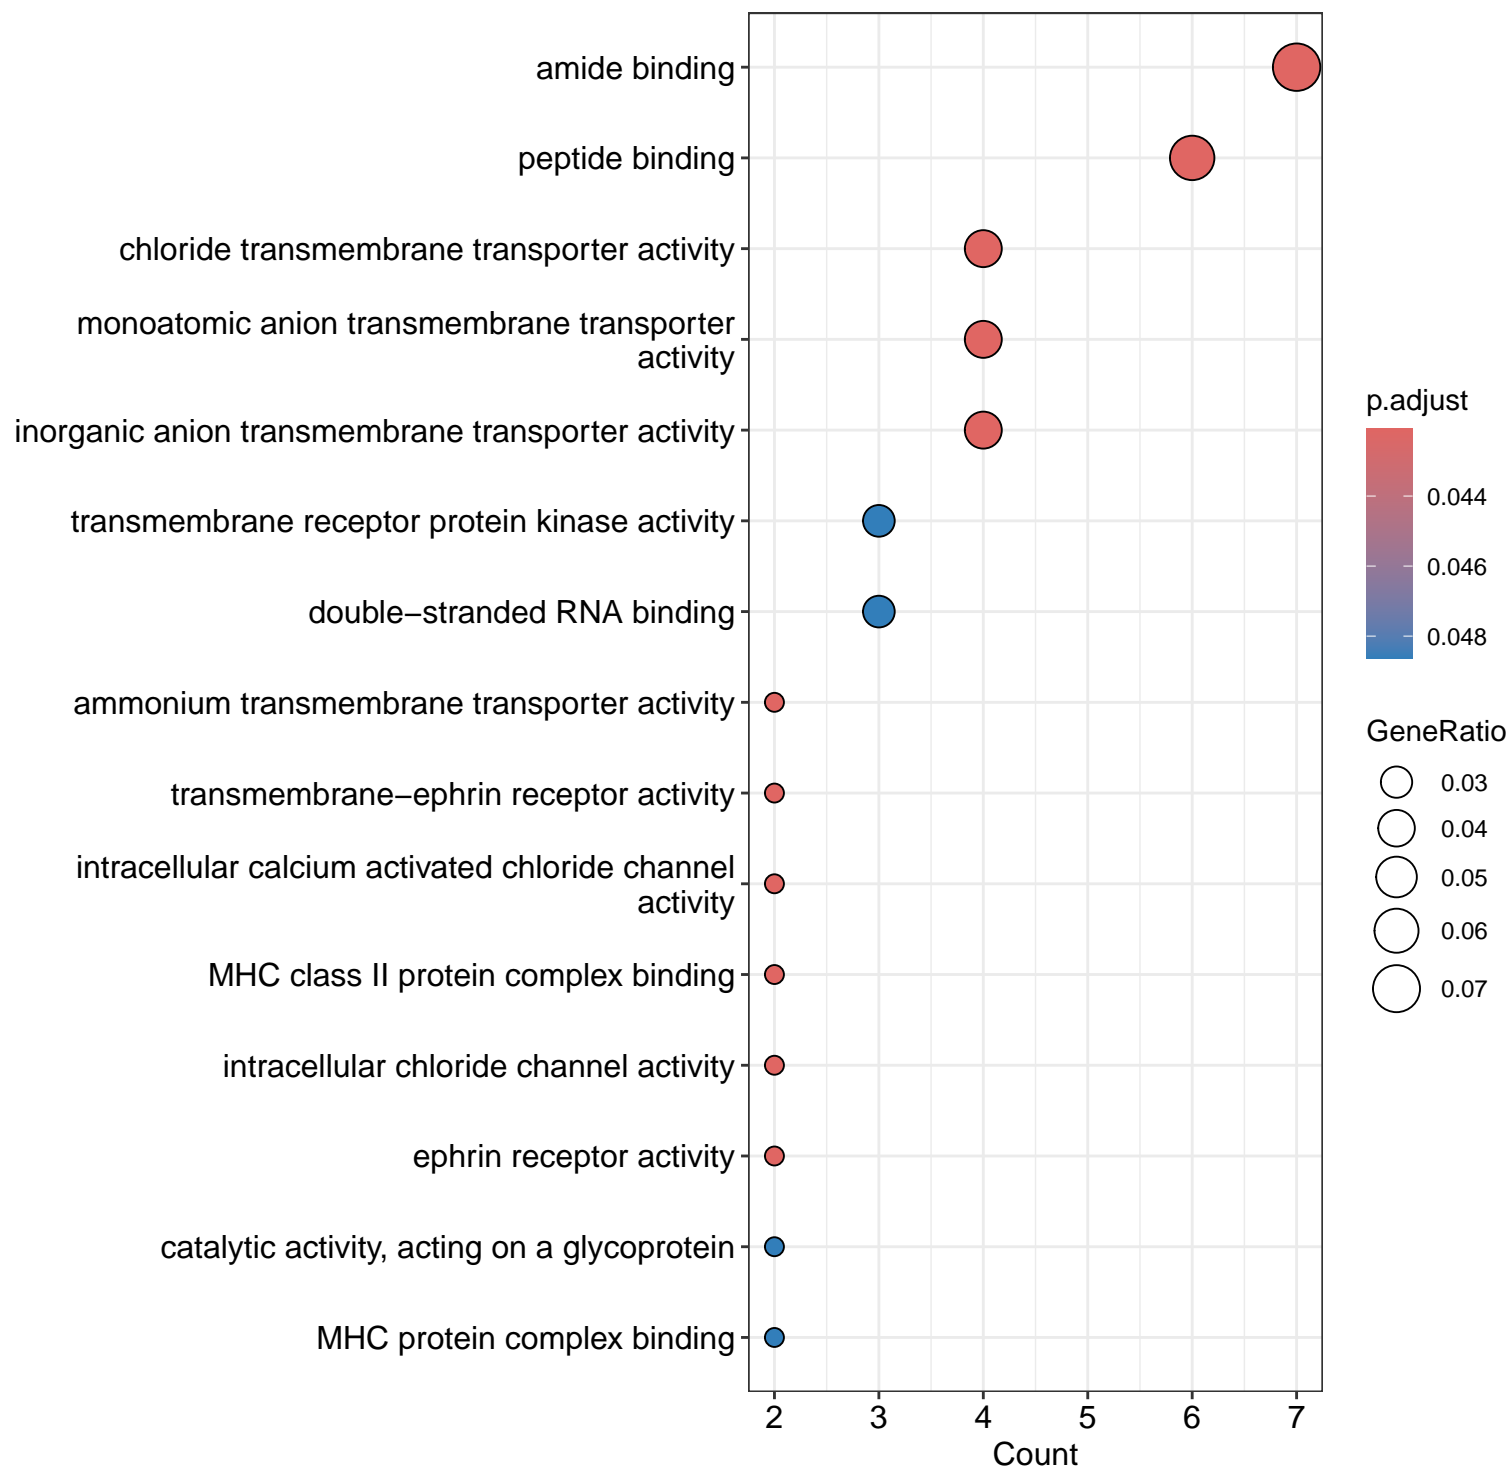 amide binding
peptide binding
chloride transmembrane transporter activity
monoatomic anion transmembrane transporter
activity
inorganic anion transmembrane transporter activity
transmembrane receptor protein kinase activity
double−stranded RNA binding
ammonium transmembrane transporter activity
transmembrane−ephrin receptor activity
intracellular calcium activated chloride channel
activity
MHC class II protein complex binding
intracellular chloride channel activity
ephrin receptor activity
catalytic activity, acting on a glycoprotein
MHC protein complex binding
2 3 4 5 6 7
Count
p.adjust
0.044
0.046
0.048
GeneRatio
0.03
0.04
0.05
0.06
0.07